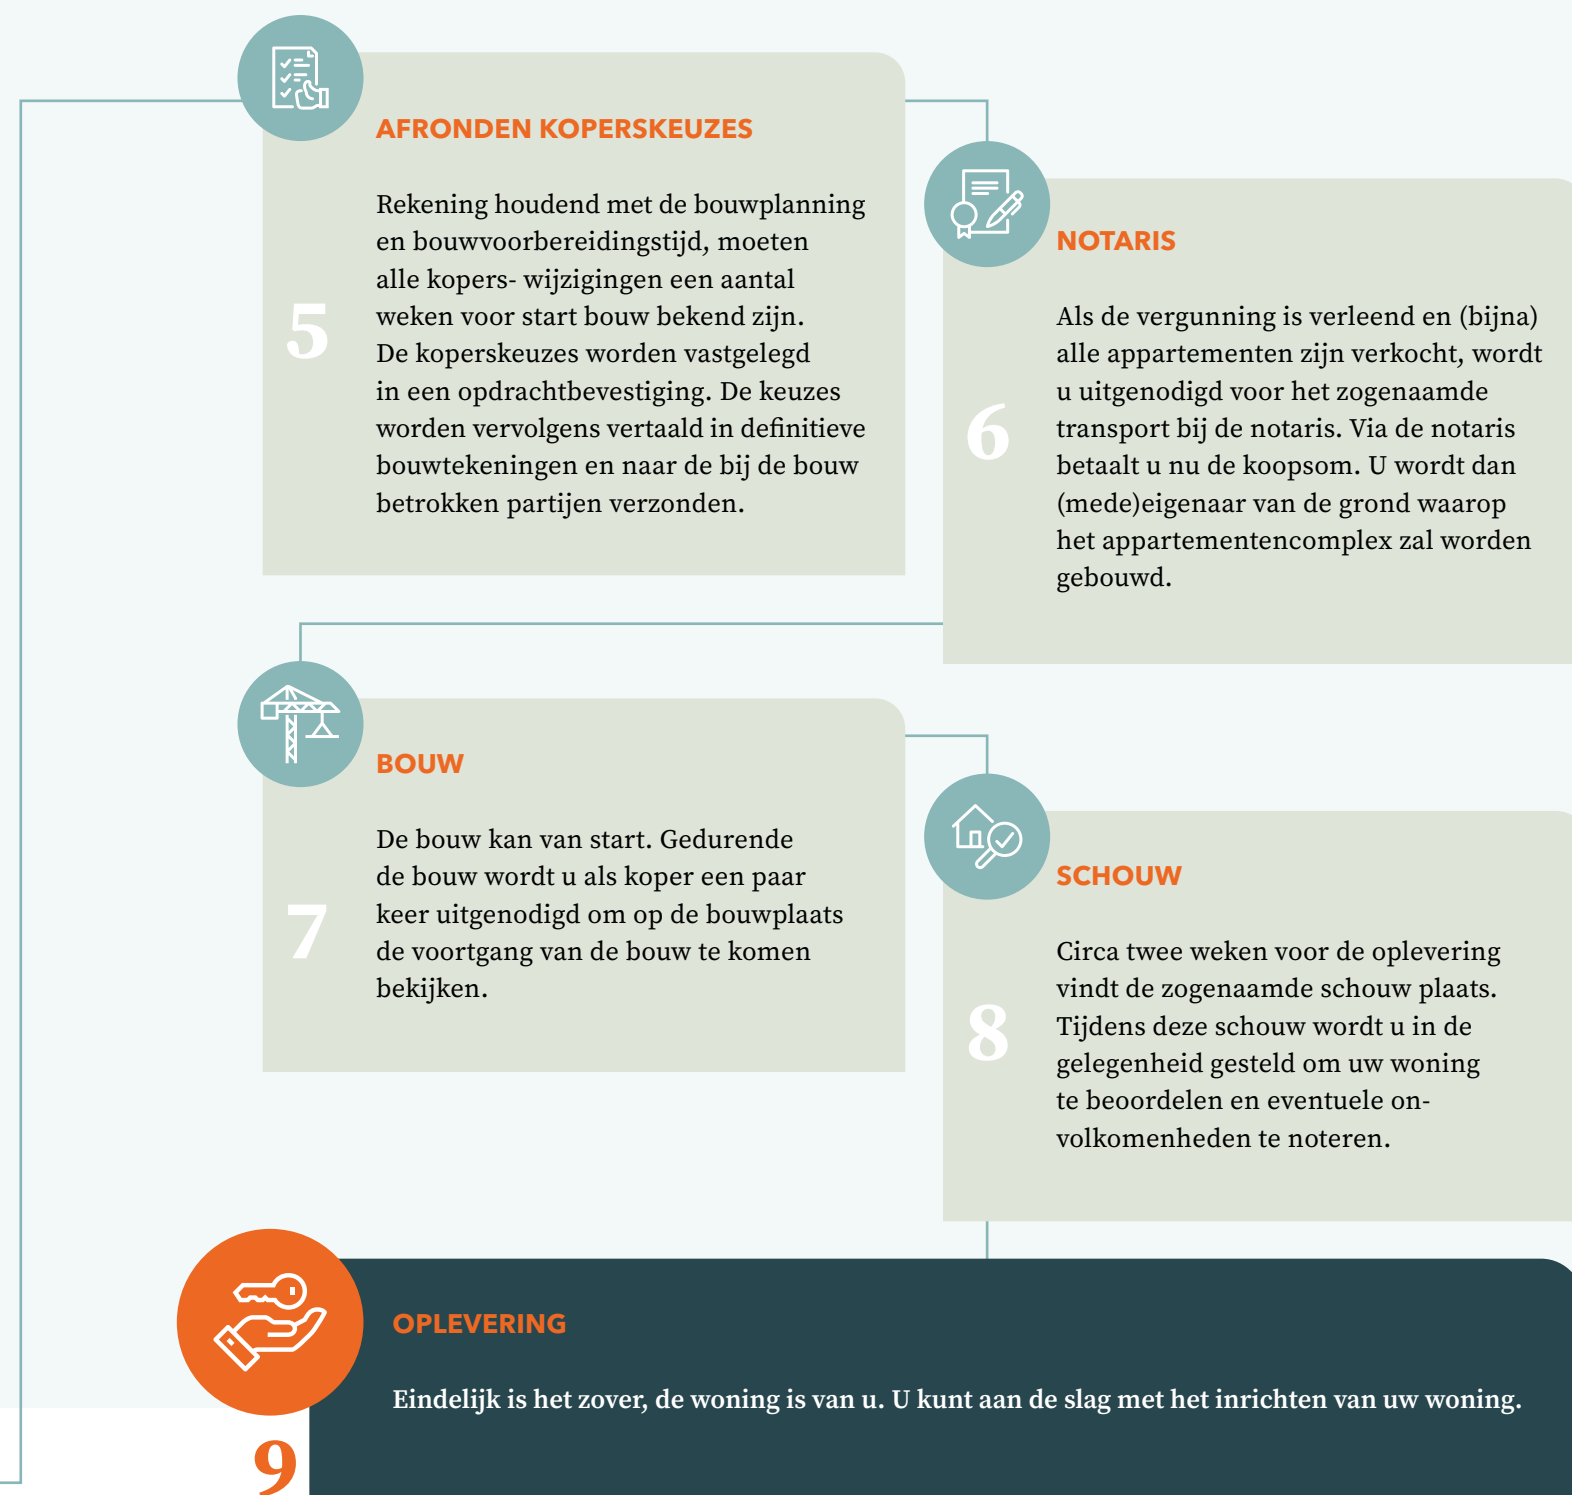 AFRONDEN KOPERSKEUZES
Rekening houdend met de bouwplanning
en bouwvoorbereidingstijd, moeten
alle kopers- wijzigingen een aantal
5
weken voor start bouw bekend zijn.
De koperskeuzes worden vastgelegd
in een opdrachtbevestiging. De keuzes
worden vervolgens vertaald in definitieve
bouwtekeningen en naar de bij de bouw
betrokken partijen verzonden.
NOTARIS
Als de vergunning is verleend en (bijna)
alle appartementen zijn verkocht, wordt
u uitgenodigd voor het zogenaamde
6
transport bij de notaris. Via de notaris
betaalt u nu de koopsom. U wordt dan
(mede)eigenaar van de grond waarop
het appartementencomplex zal worden
gebouwd.
BOUW
De bouw kan van start. Gedurende
de bouw wordt u als koper een paar
7
keer uitgenodigd om op de bouwplaats
de voortgang van de bouw te komen
bekijken.
SCHOUW
Circa twee weken voor de oplevering
vindt de zogenaamde schouw plaats.
8
Tijdens deze schouw wordt u in de
gelegenheid gesteld om uw woning
te beoordelen en eventuele on-
volkomenheden te noteren.
OPLEVERING
Eindelijk is het zover, de woning is van u. U kunt aan de slag met het inrichten van uw woning.
9